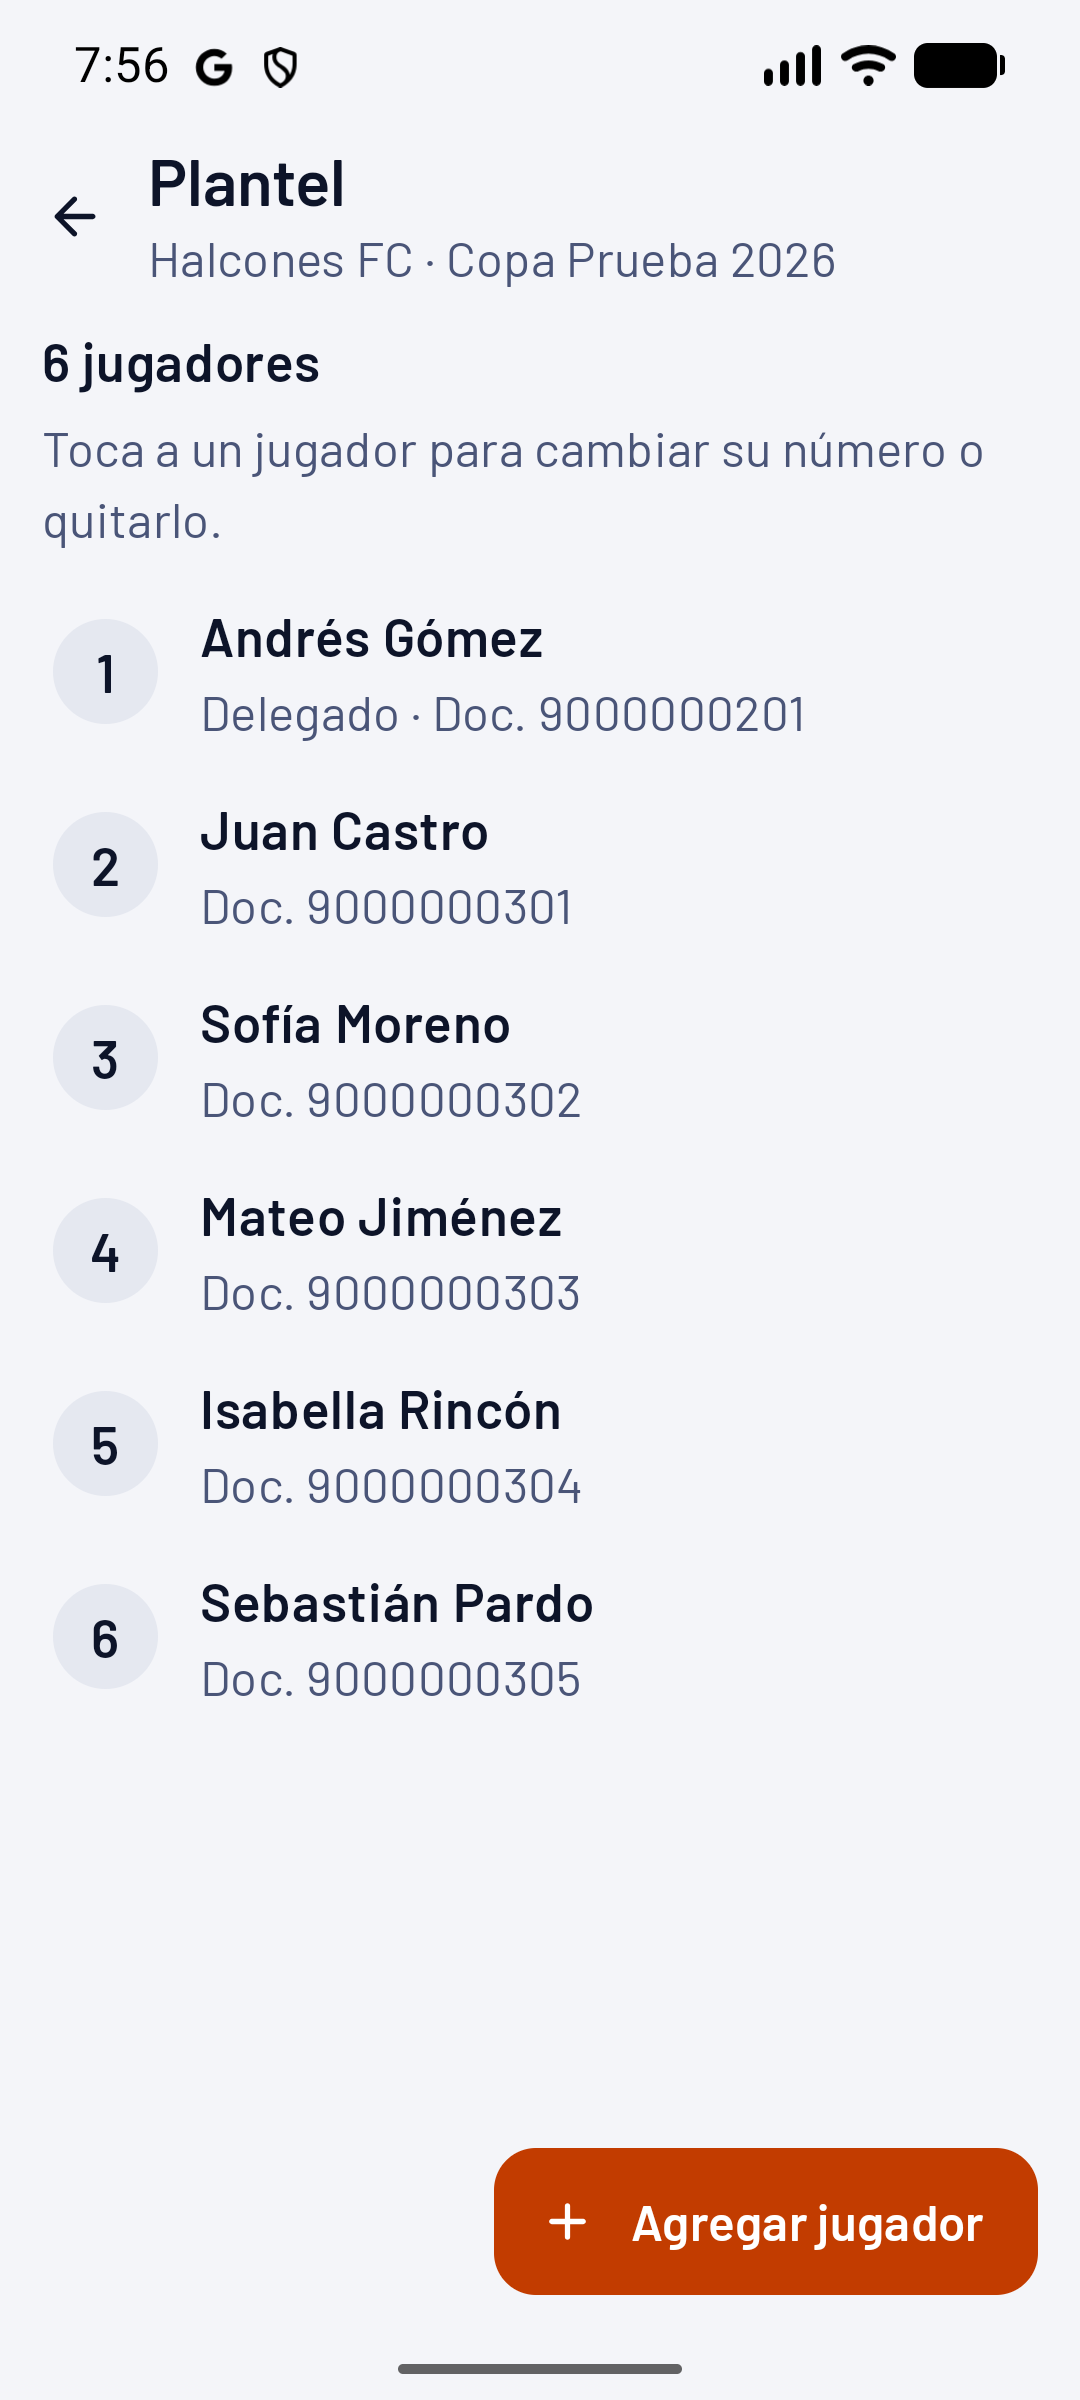 7:56
Plantel
Halcones FC · Copa Prueba 2026
6 jugadores
Toca a un jugador para cambiar su número o
quitarlo.
1
Andrés Gómez
Delegado · Doc. 9000000201
2
Juan Castro
Doc. 9000000301
3
Sofía Moreno
Doc. 9000000302
4
Mateo Jiménez
Doc. 9000000303
5
Isabella Rincón
Doc. 9000000304
6
Sebastián Pardo
Doc. 9000000305
+ Agregar jugador